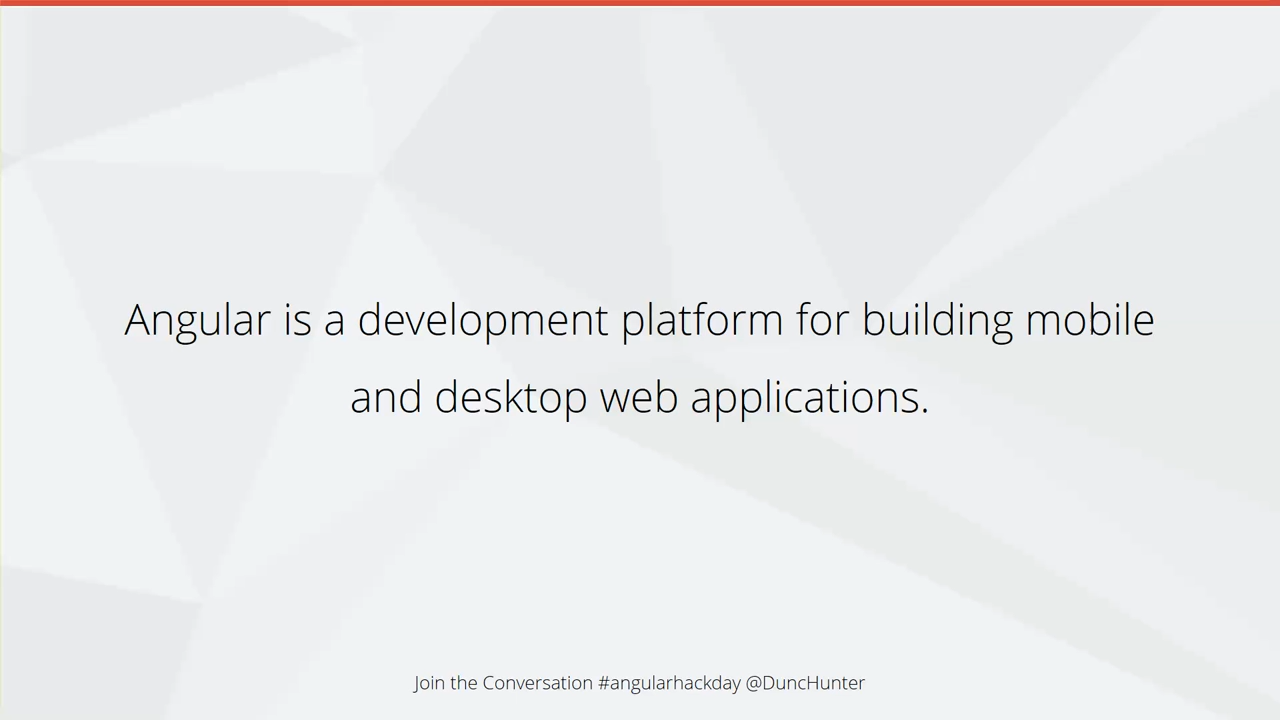 Angular is a development platform for building mobile
and desktop web applications.
Join the Conversation #angularhackday @DuncHunter